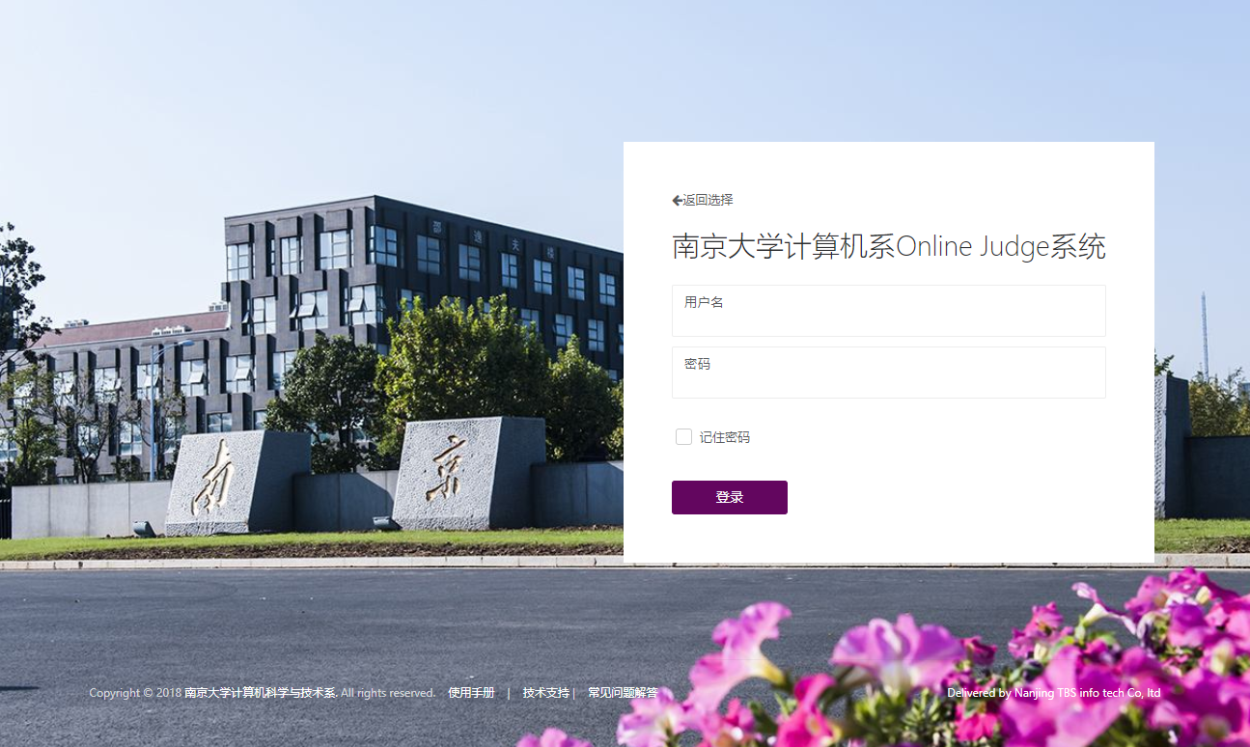 返回选择
南京大学计算机系Online Judge系统
用户名
密码
记住密码
登录
邵逸夫楼
南
京
Copyright © 2018 南京大学计算机科学与技术系. All rights reserved. 使用手册 | 技术支持 | 常见问题解答
Delivered by Nanjing TBS info tech Co, ltd